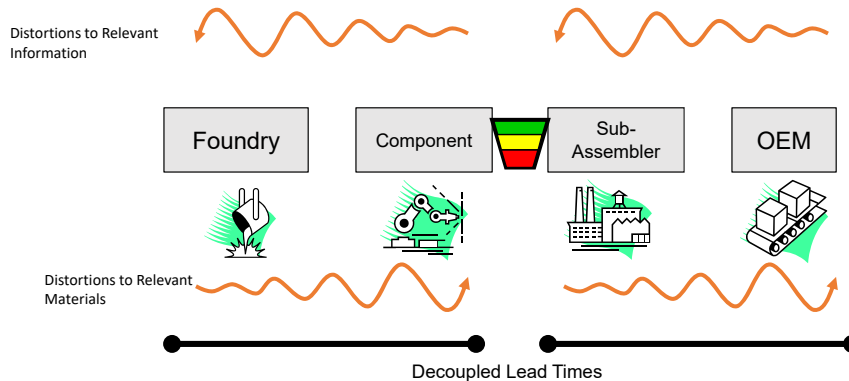 Distortions to Relevant
Information
Foundry
Component
Sub-
Assembler
OEM
Distortions to Relevant
Materials
Decoupled Lead Times